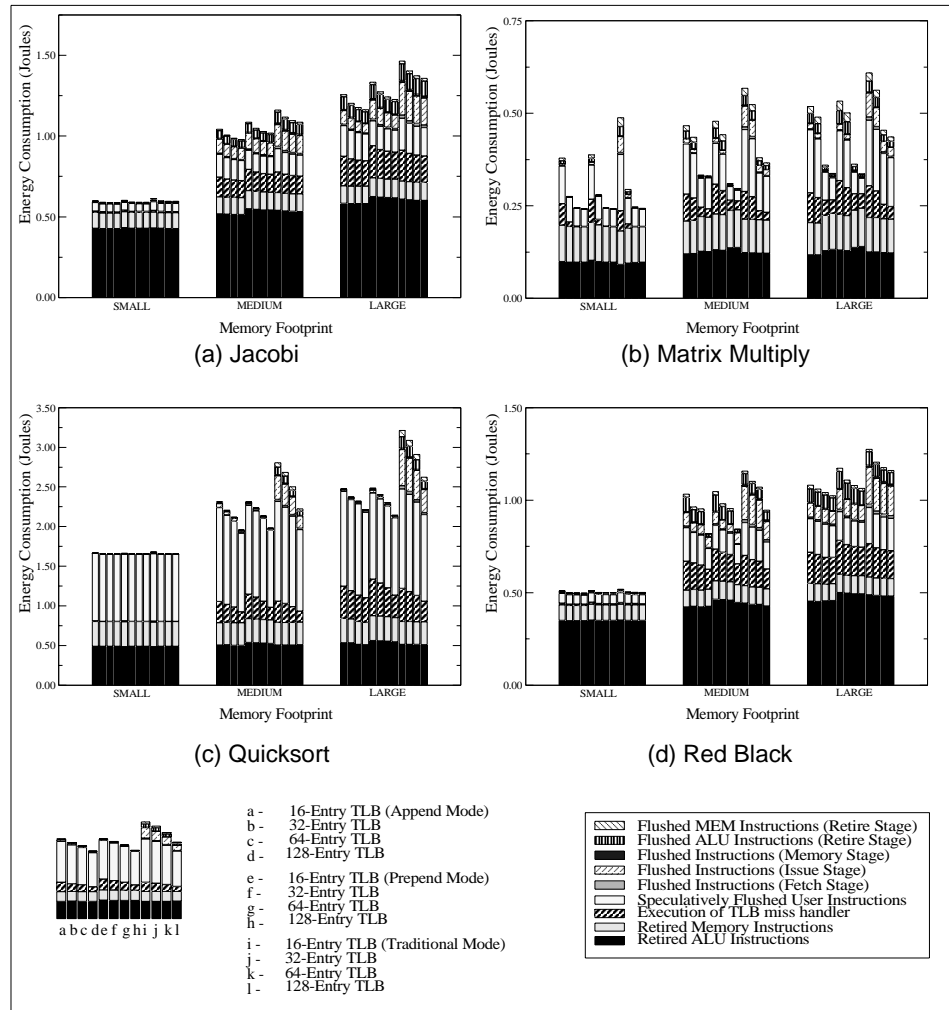 Energy Consumption (Joules)
1.50
1.00
0.50
0.00
SMALL MEDIUM LARGE
Memory Footprint
(a) Jacobi
Energy Consumption (Joules)
0.75
0.50
0.25
0.00
SMALL MEDIUM LARGE
Memory Footprint
(b) Matrix Multiply
Energy Consumption (Joules)
3.50
3.00
2.50
2.00
1.50
1.00
0.50
0.00
SMALL MEDIUM LARGE
Memory Footprint
(c) Quicksort
Energy Consumption (Joules)
1.50
1.00
0.50
0.00
SMALL MEDIUM LARGE
Memory Footprint
(d) Red Black
a b c d e f g h i j k l
a - 16-Entry TLB (Append Mode)
b - 32-Entry TLB
c - 64-Entry TLB
d - 128-Entry TLB
e - 16-Entry TLB (Prepend Mode)
f - 32-Entry TLB
g - 64-Entry TLB
h - 128-Entry TLB
i - 16-Entry TLB (Traditional Mode)
j - 32-Entry TLB
k - 64-Entry TLB
l - 128-Entry TLB
Flushed MEM Instructions (Retire Stage)
Flushed ALU Instructions (Retire Stage)
Flushed Instructions (Memory Stage)
Flushed Instructions (Issue Stage)
Flushed Instructions (Fetch Stage)
Speculatively Flushed User Instructions
Execution of TLB miss handler
Retired Memory Instructions
Retired ALU Instructions